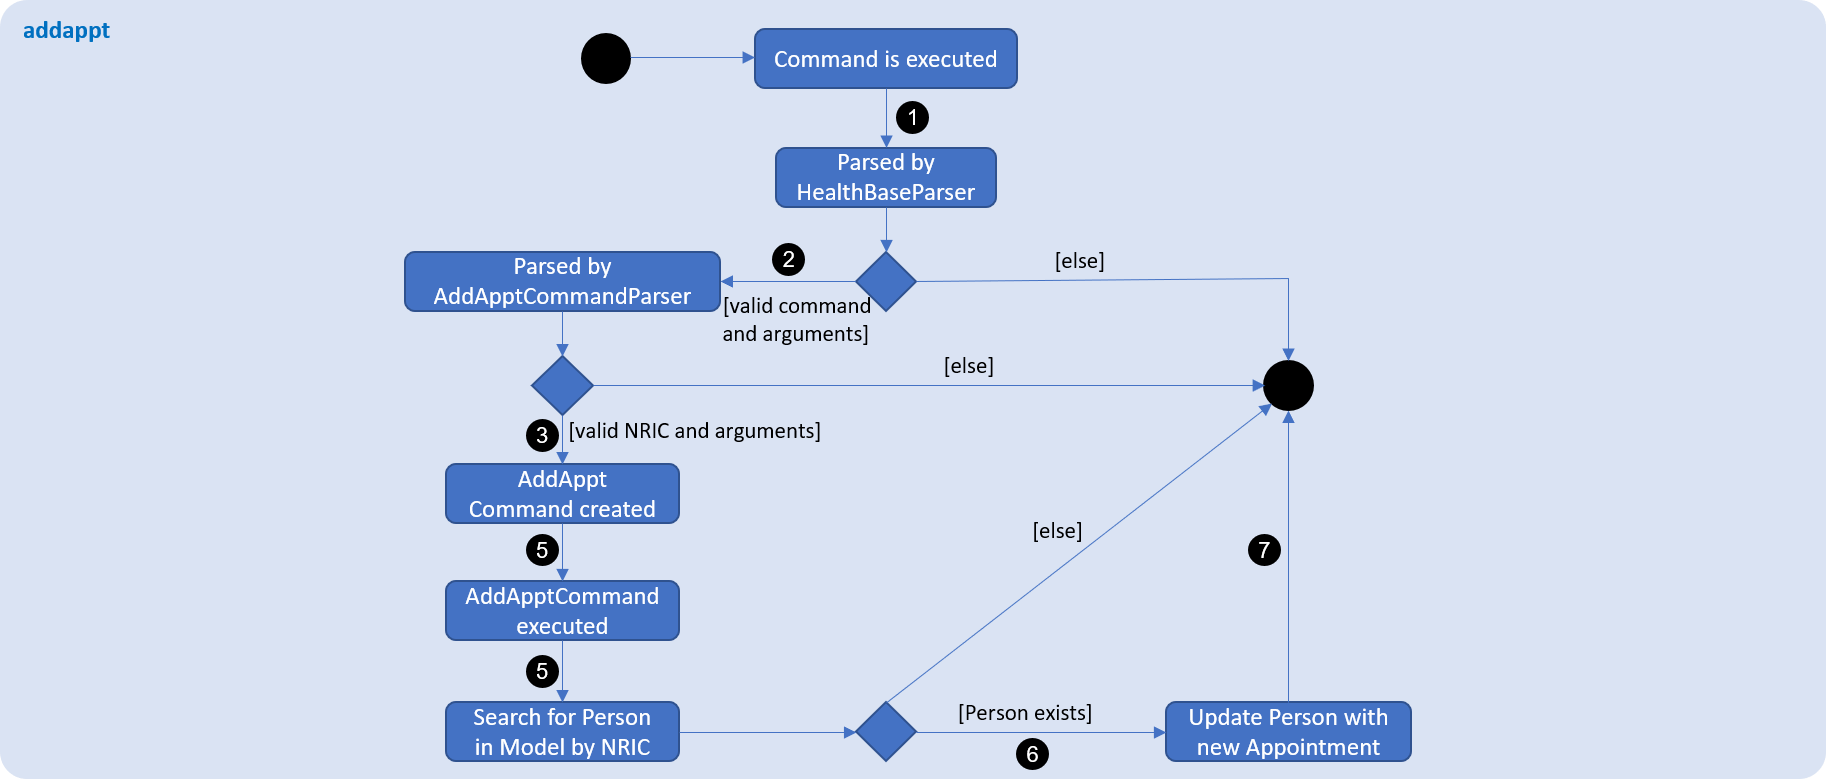 addappt
Command is executed
1
Parsed by
HealthBaseParser
2
[else]
Parsed by
AddApptCommandParser
[valid command
and arguments]
[else]
3
[valid NRIC and arguments]
AddAppt
Command created
5
[else]
7
AddApptCommand
executed
5
Search for Person
in Model by NRIC
[Person exists]
6
Update Person with
new Appointment